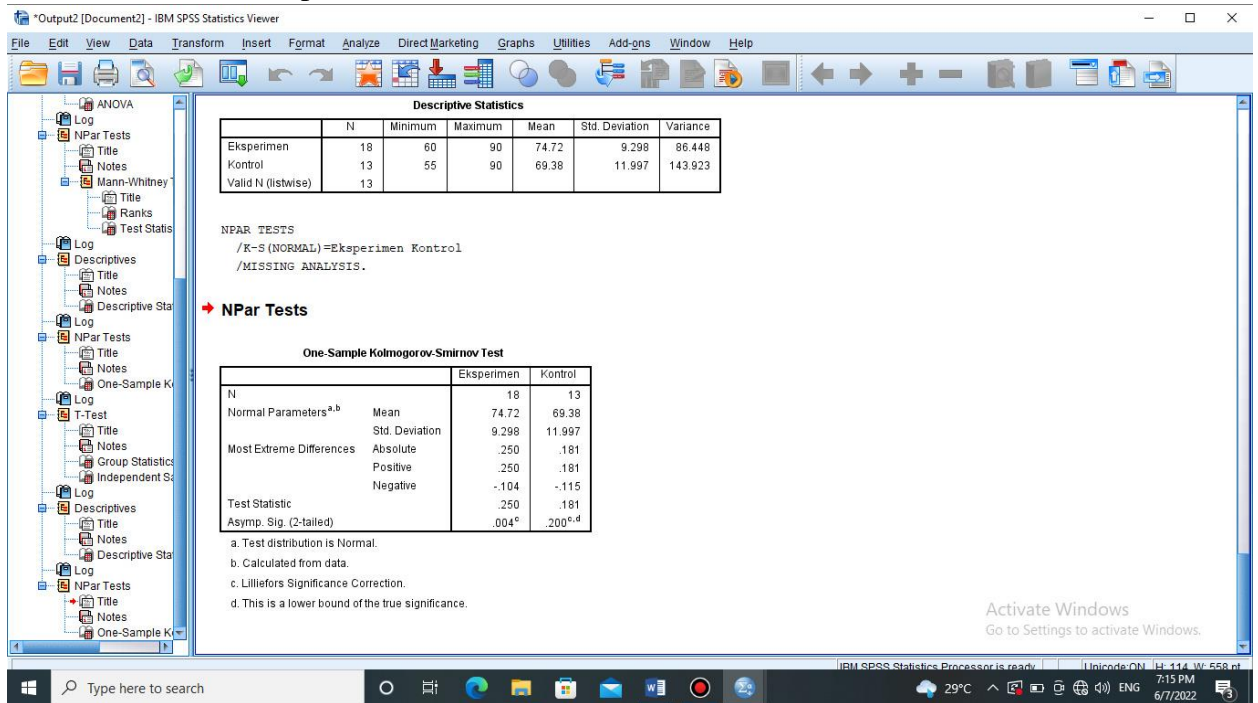 *Output2 [Document2] - IBM SPSS Statistics Viewer
File Edit View Data Transform Insert Format Analyze Direct Marketing Graphs Utilities Add-ons Window Help
ANOVA
Log
NPar Tests
Title
Notes
Mann-Whitney T
Title
Ranks
Test Statis
Log
Descriptives
Title
Notes
Descriptive Stat
Log
NPar Tests
Title
Notes
One-Sample Ko
Log
T-Test
Title
Notes
Group Statistics
Independent Sa
Log
Descriptives
Title
Notes
Descriptive Stat
Log
NPar Tests
Title
Notes
One-Sample Ko
Descriptive Statistics
N Minimum Maximum Mean Std. Deviation Variance
Eksperimen 18 60 90 74.72 9.298 86.448
Kontrol 13 55 90 69.38 11.997 143.923
Valid N (listwise) 13
NPAR TESTS
/K-S(NORMAL)=Eksperimen Kontrol
/MISSING ANALYSIS.
NPar Tests
One-Sample Kolmogorov-Smirnov Test
Eksperimen Kontrol
N 18 13
Normal Parameters a,b Mean 74.72 69.38
Std. Deviation 9.298 11.997
Most Extreme Differences Absolute .250 .181
Positive .250 .181
Negative -.104 -.115
Test Statistic .250 .181
Asymp. Sig. (2-tailed) .004c .200c,d
a. Test distribution is Normal.
b. Calculated from data.
c. Lilliefors Significance Correction.
d. This is a lower bound of the true significance.
Activate Windows
Go to Settings to activate Windows.
IBM SPSS Statistics Processor is ready Unicode:ON H: 114, W: 558 pt
Type here to search
29°C ENG 7:15 PM
6/7/2022
3